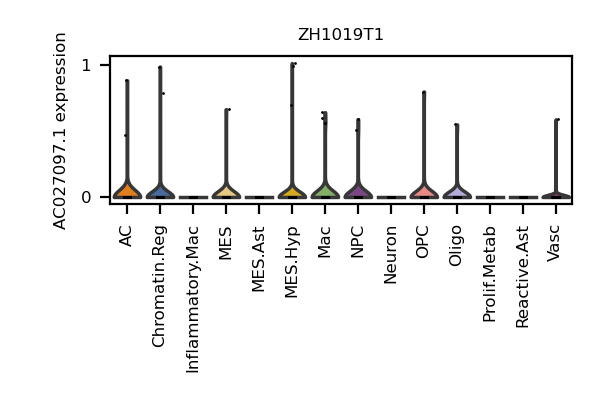 ZH1019T1
AC027097.1 expression
1
0
AC
Chromatin.Reg
Inflammatory.Mac
MES
MES.Ast
MES.Hyp
Mac
NPC
Neuron
OPC
Oligo
Prolif.Metab
Reactive.Ast
Vasc